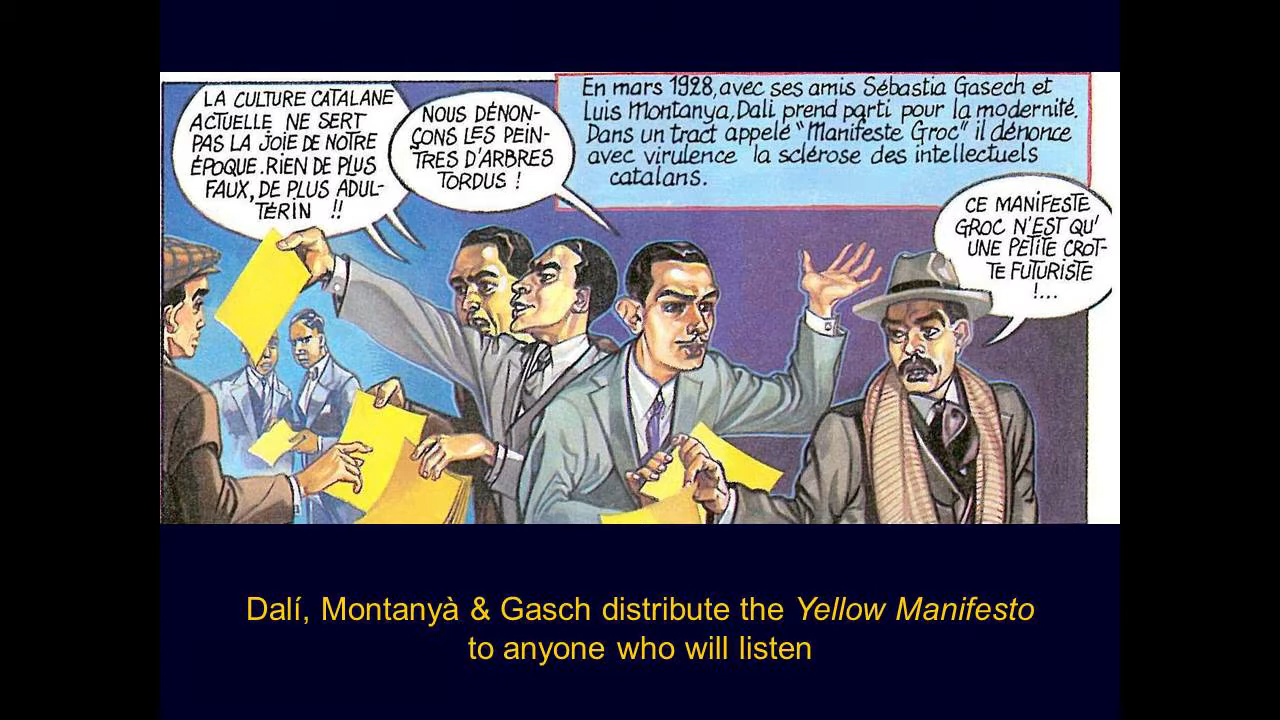 LA CULTURE CATALANE
ACTUELLE NE SERT
PAS LA JOIE DE NOTRE
ÉPOQUE. RIEN DE PLUS
FAUX, DE PLUS ADUL-
TÉRIN !!
NOUS DÉNON-
ÇONS LES PEIN-
TRES D'ARBRES
TORDUS !
En mars 1928, avec ses amis Sébastia Gasech et
Luis Montanya, Dali prend parti pour la modernité.
Dans un tract appelé "Manifeste Groc" il dénonce
avec virulence la sclérose des intellectuels
catalans.
CE MANIFESTE
GROC N'EST QU'
UNE PETITE CROT-
TE FUTURISTE
!...
Dalí, Montanyà & Gasch distribute the Yellow Manifesto
to anyone who will listen